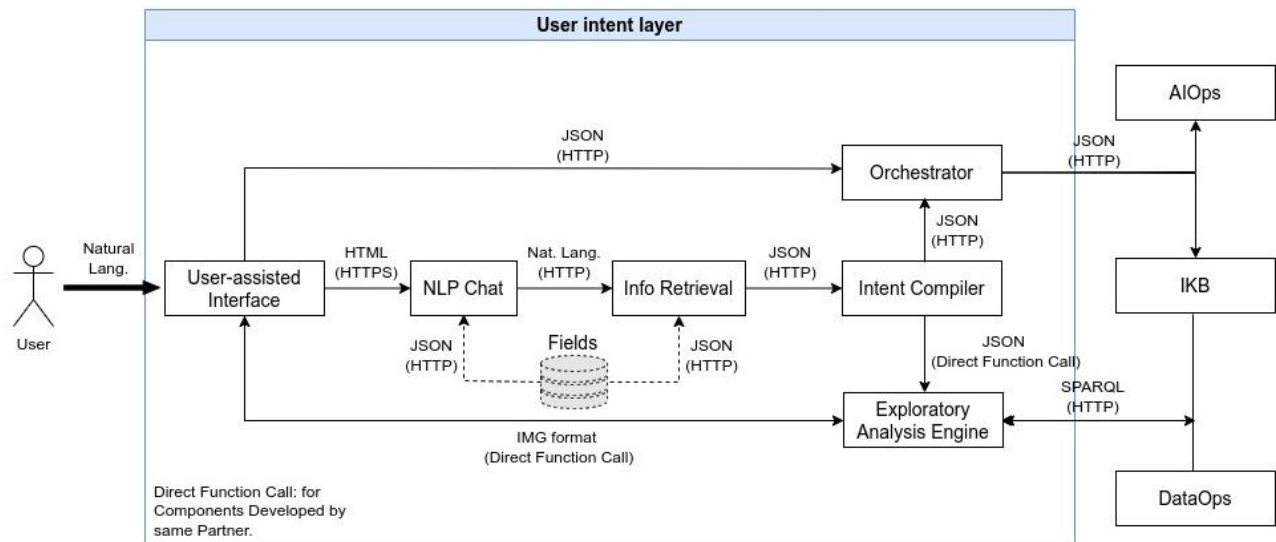 User intent layer
AIOps
JSON
(HTTP)
JSON
(HTTP)
Orchestrator
JSON
(HTTP)
Natural
Lang.
User
User-assisted
Interface
HTML
(HTTPS)
NLP Chat
Nat. Lang.
(HTTP)
Info Retrieval
JSON
(HTTP)
Intent Compiler
IKB
JSON
(HTTP)
Fields
JSON
(HTTP)
JSON
(Direct Function Call)
SPARQL
(HTTP)
Exploratory
Analysis Engine
IMG format
(Direct Function Call)
DataOps
Direct Function Call: for
Components Developed by
same Partner.